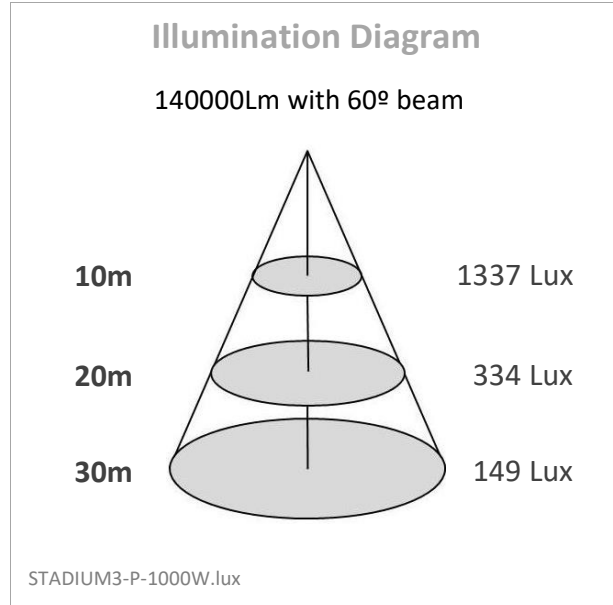 Illumination Diagram
140000Lm with 60º beam
10m 1337 Lux
20m 334 Lux
30m 149 Lux
STADIUM3-P-1000W.lux